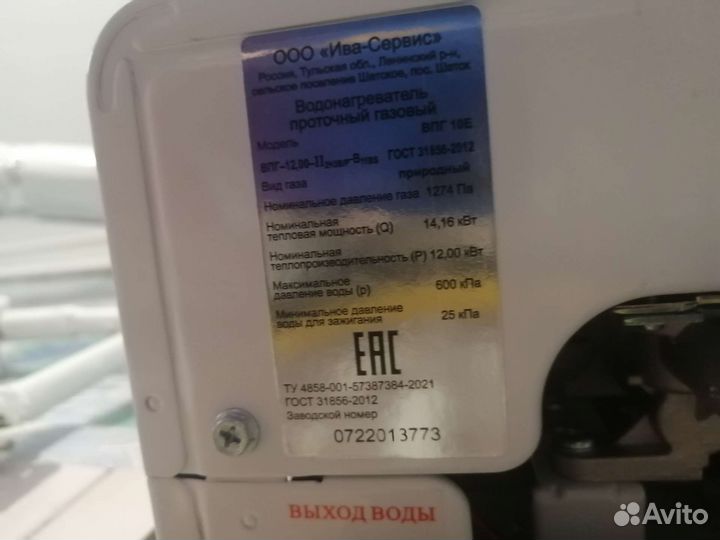 ООО «Ива-Сервис»
Россия, Тульская обл., Ленинский р-н,
сельское поселение Шатское, пос. Шатск
Водонагреватель
проточный газовый
Модель ВПГ 10Е
ВПГ-12,00- ГОСТ 31856-2012
Вид газа природный
Номинальное давление газа 1274 Па
Номинальная
тепловая мощность (Q) 14,16 кВт
Номинальная
теплопроизводительность (P) 12,00 кВт
Максимальное
давление воды (p) 600 кПа
Минимальное давление
воды для зажигания 25 кПа
ЕАС
ТУ 4858-001-57387384-2021
ГОСТ 31856-2012
Заводской номер
0722013773
ВЫХОД ВОДЫ
Avito